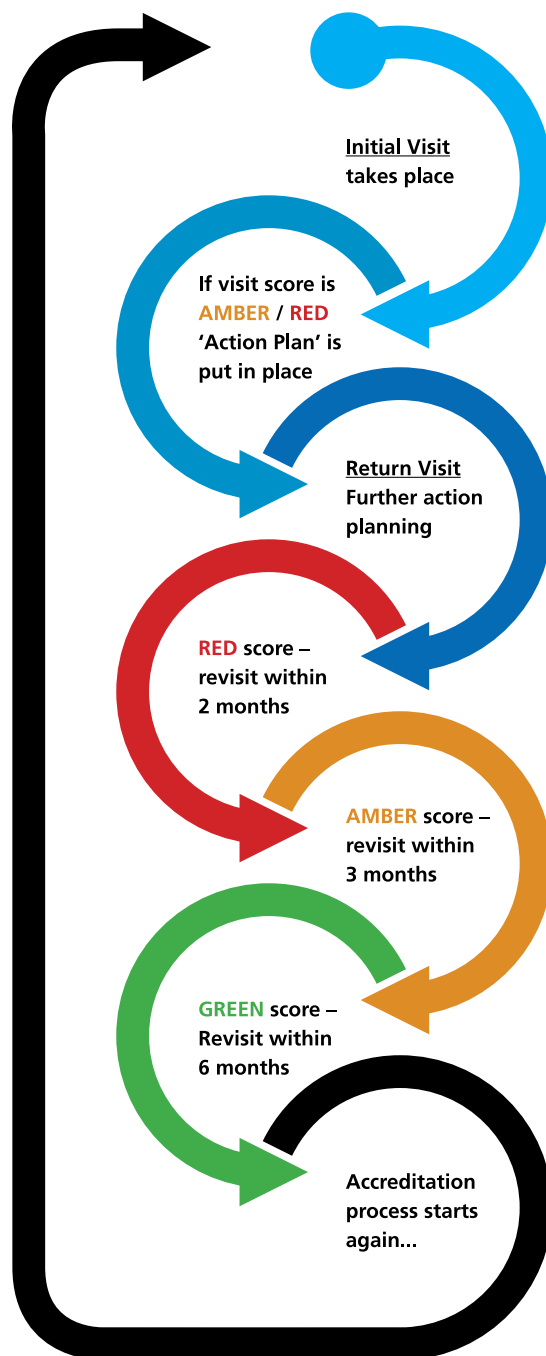 Initial Visit
takes place
If visit score is
AMBER / RED
‘Action Plan’ is
put in place
Return Visit
Further action
planning
RED score –
revisit within
2 months
AMBER score –
revisit within
3 months
GREEN score –
Revisit within
6 months
Accreditation
process starts
again...